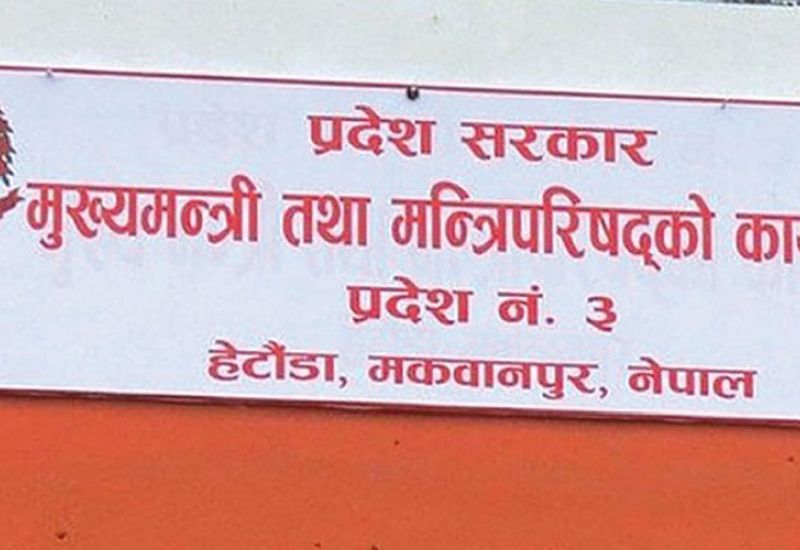 प्रदेश सरकार
मुख्यमन्त्री तथा मन्त्रिपरिषद्को
प्रदेश नं. ३
हेटौंडा, मकवानपुर, नेपाल